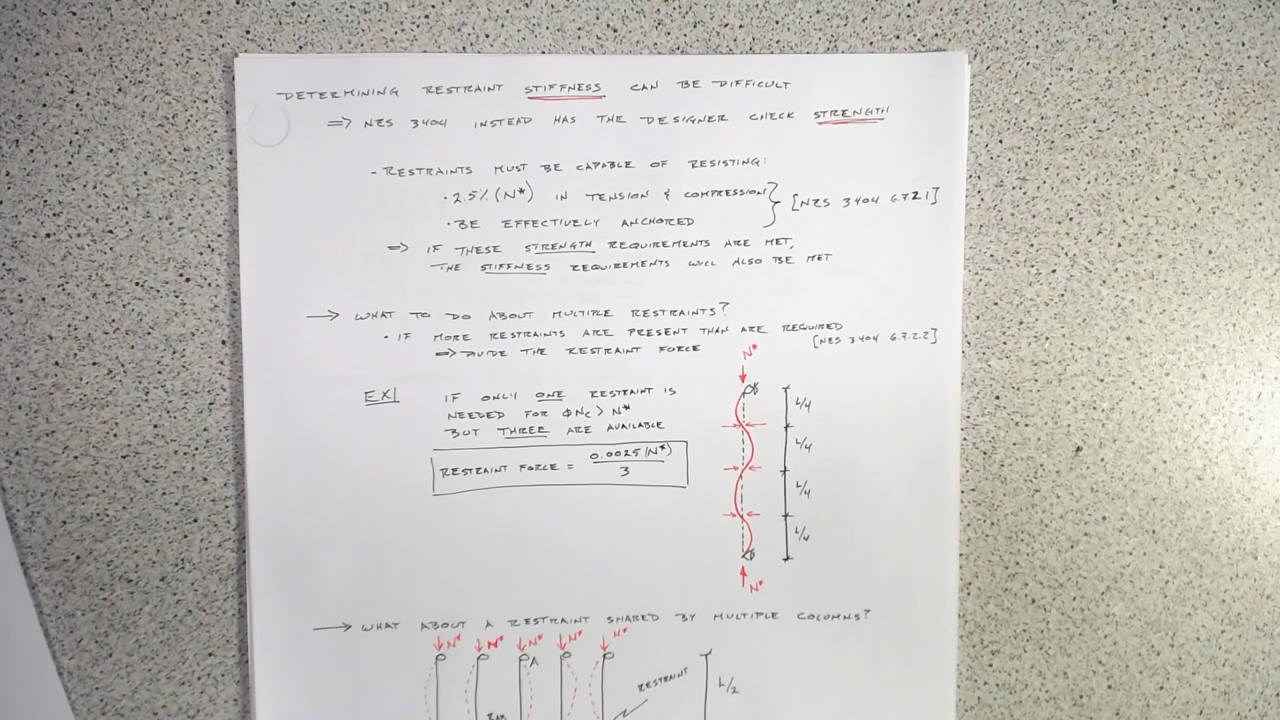 DETERMINING RESTRAINT STIFFNESS CAN BE DIFFICULT
⇒ NZS 3404 INSTEAD HAS THE DESIGNER CHECK STRENGTH
- RESTRAINTS MUST BE CAPABLE OF RESISTING:
· 2.5% (N*) IN TENSION & COMPRESSION
· BE EFFECTIVELY ANCHORED
[NZS 3404 6.7.2.1]
⇒ IF THESE STRENGTH REQUIREMENTS ARE MET,
THE STIFFNESS REQUIREMENTS WILL ALSO BE MET
→ WHAT TO DO ABOUT MULTIPLE RESTRAINTS?
· IF MORE RESTRAINTS ARE PRESENT THAN ARE REQUIRED
[NZS 3404 6.7.2.2]
⇒ DIVIDE THE RESTRAINT FORCE
EX1 IF ONLY ONE RESTRAINT IS
NEEDED FOR ΦNc > N*
BUT THREE ARE AVAILABLE
RESTRAINT FORCE = 0.0025(N*)
3
N*
L/4
L/4
L/4
L/4
N*
→ WHAT ABOUT A RESTRAINT SHARED BY MULTIPLE COLUMNS?
N* N* N* N* N*
A
RESTRAINT
L/2